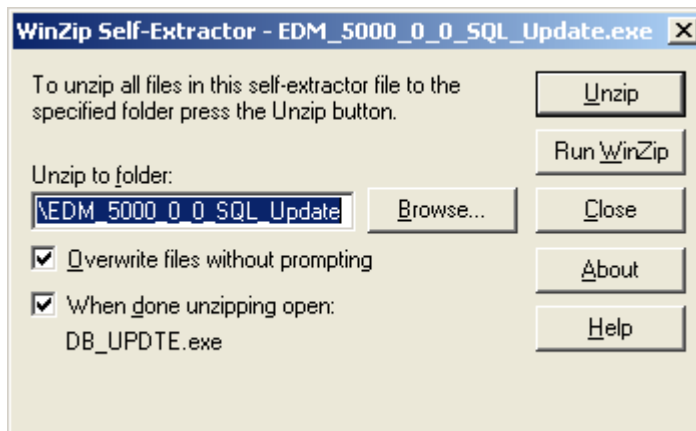 WinZip Self-Extractor - EDM_5000_0_0_SQL_Update.exe
To unzip all files in this self-extractor file to the
specified folder press the Unzip button.
Unzip to folder:
\EDM_5000_0_0_SQL_Update
Browse...
Overwrite files without prompting
When done unzipping open:
DB_UPDTE.exe
Unzip
Run WinZip
Close
About
Help